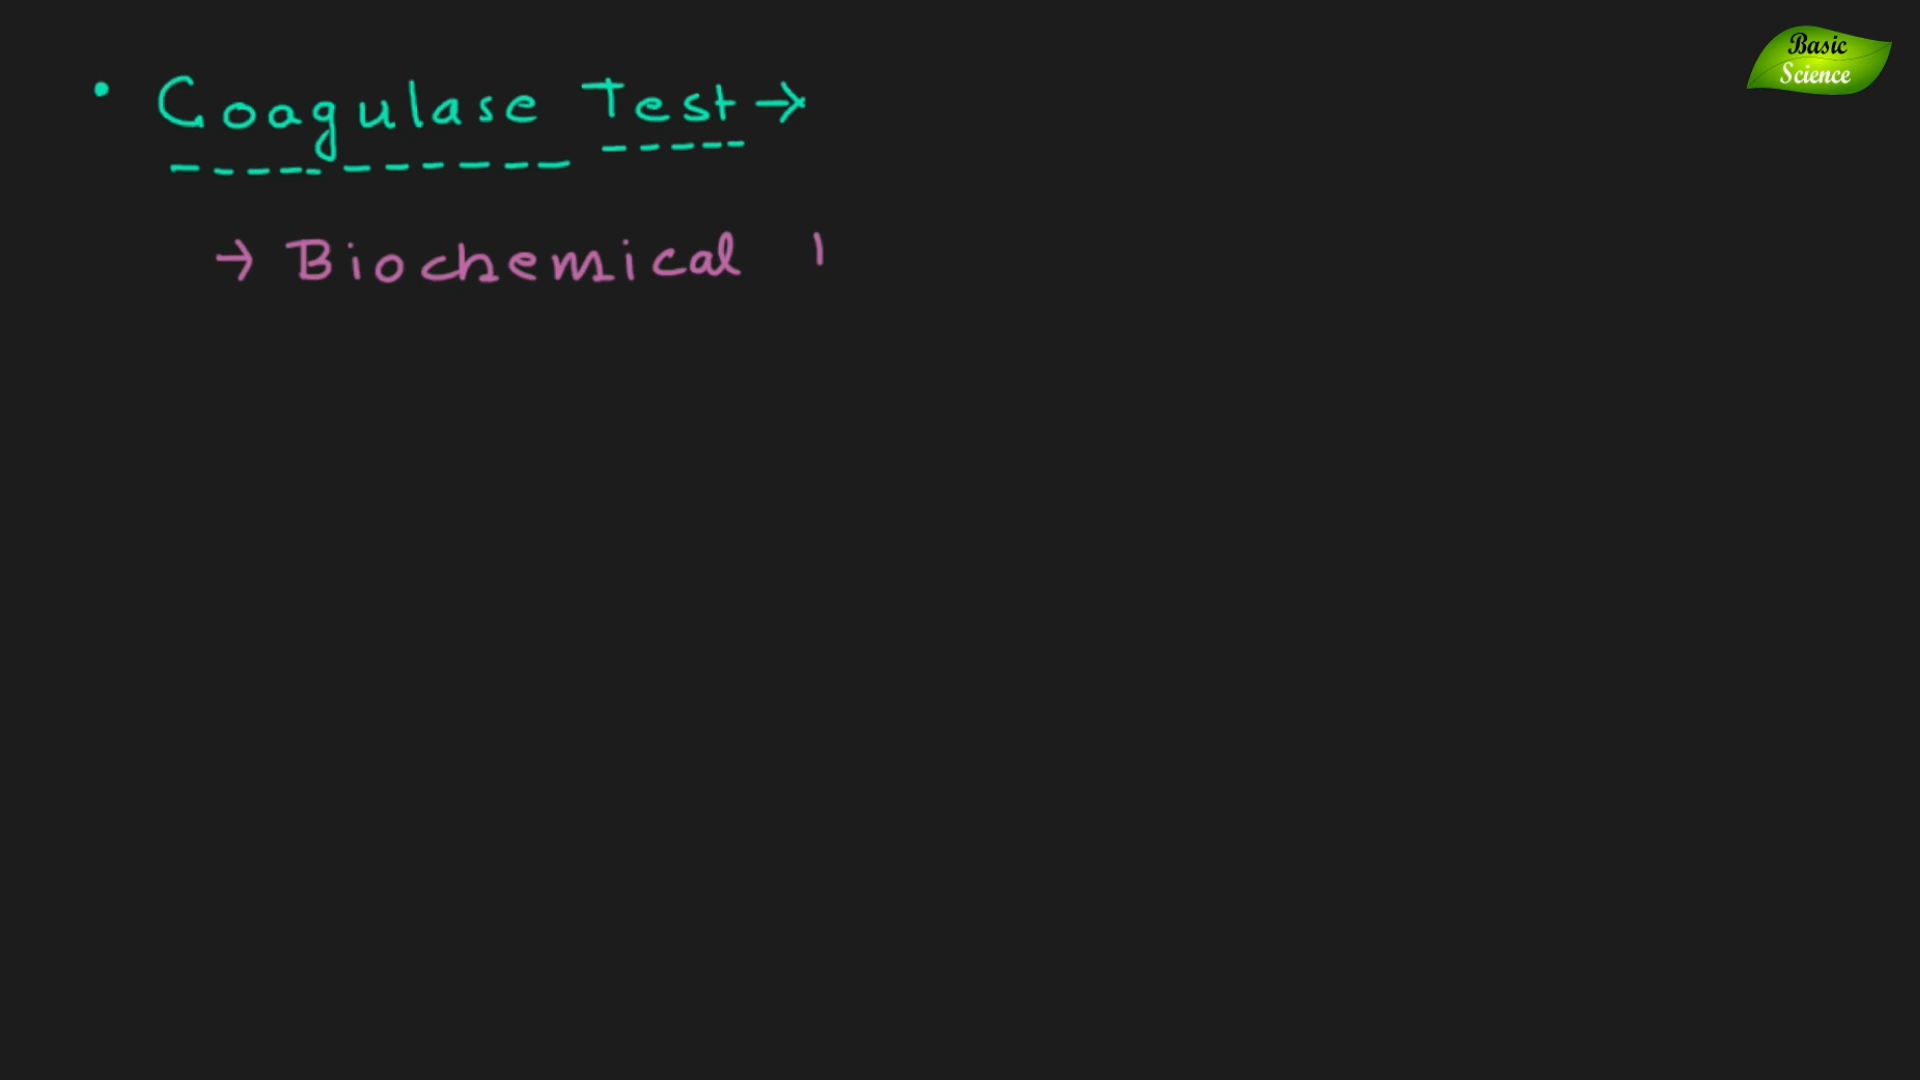 Basic
Science
• Coagulase Test →
→ Biochemical